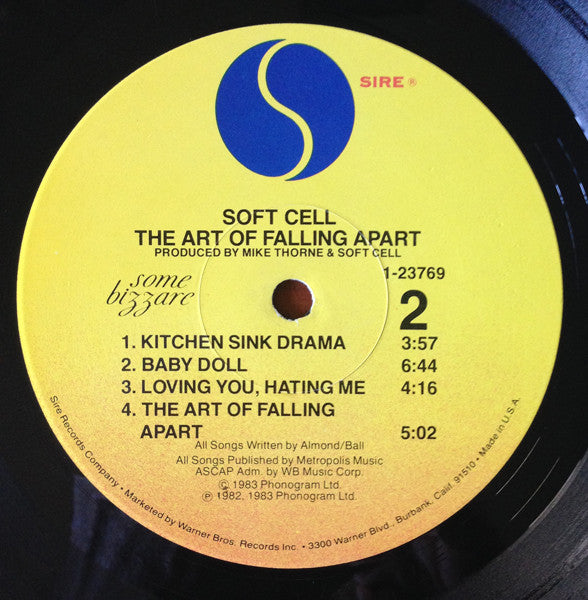 SIRE ®
SOFT CELL
THE ART OF FALLING APART
PRODUCED BY MIKE THORNE & SOFT CELL
some
bizzare
1-23769
2
1. KITCHEN SINK DRAMA 3:57
2. BABY DOLL 6:44
3. LOVING YOU, HATING ME 4:16
4. THE ART OF FALLING
APART 5:02
All Songs Written by Almond/Ball
All Songs Published by Metropolis Music
ASCAP Adm. by WB Music Corp.
© 1983 Phonogram Ltd.
℗ 1982, 1983 Phonogram Ltd.
Sire Records Company • Marketed by Warner Bros. Records Inc. • 3300 Warner Blvd., Burbank, Calif. 91510 • Made in U.S.A.